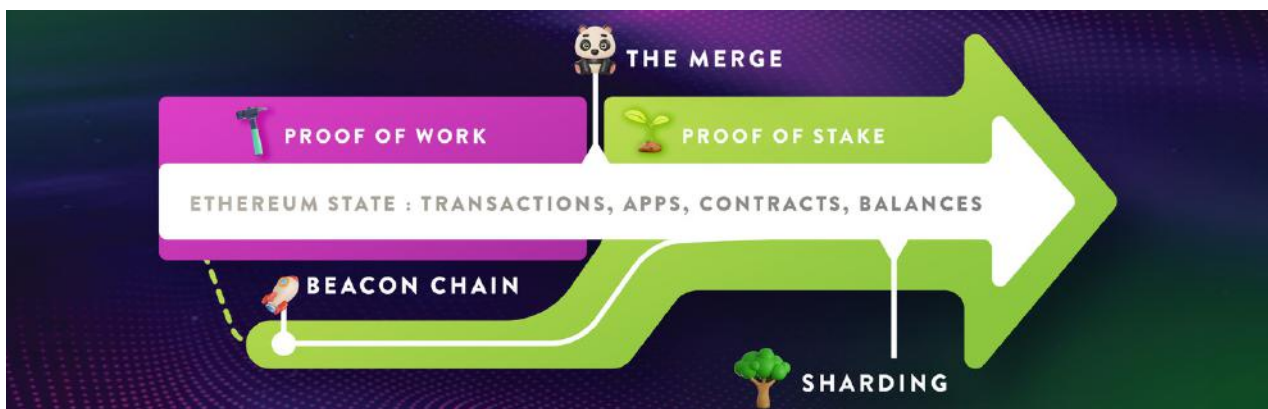 THE MERGE
PROOF OF WORK
PROOF OF STAKE
ETHEREUM STATE : TRANSACTIONS, APPS, CONTRACTS, BALANCES
BEACON CHAIN
SHARDING